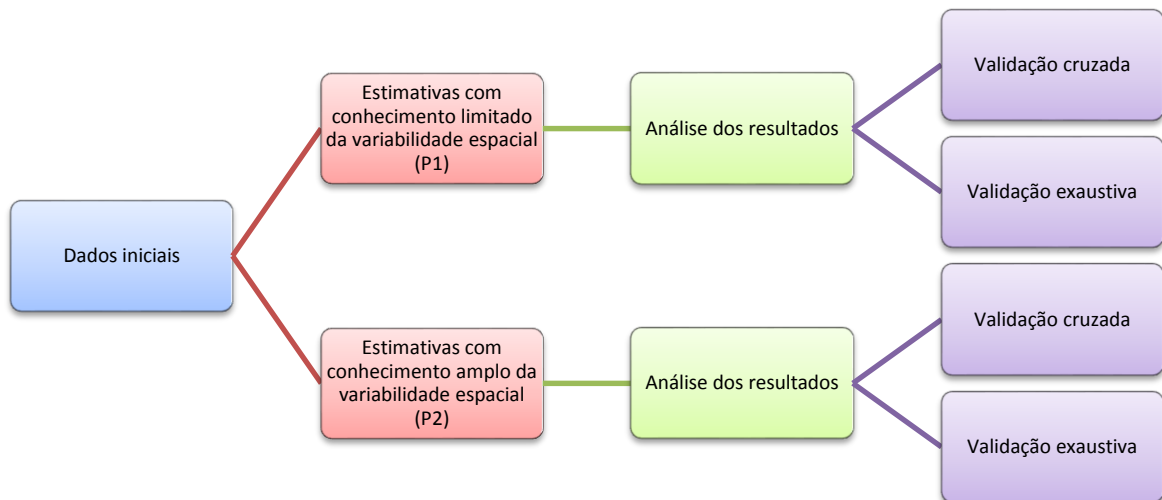 Dados iniciais
Estimativas com
conhecimento limitado
da variabilidade espacial
(P1)
Análise dos resultados
Validação cruzada
Validação exaustiva
Estimativas com
conhecimento amplo da
variabilidade espacial
(P2)
Análise dos resultados
Validação cruzada
Validação exaustiva